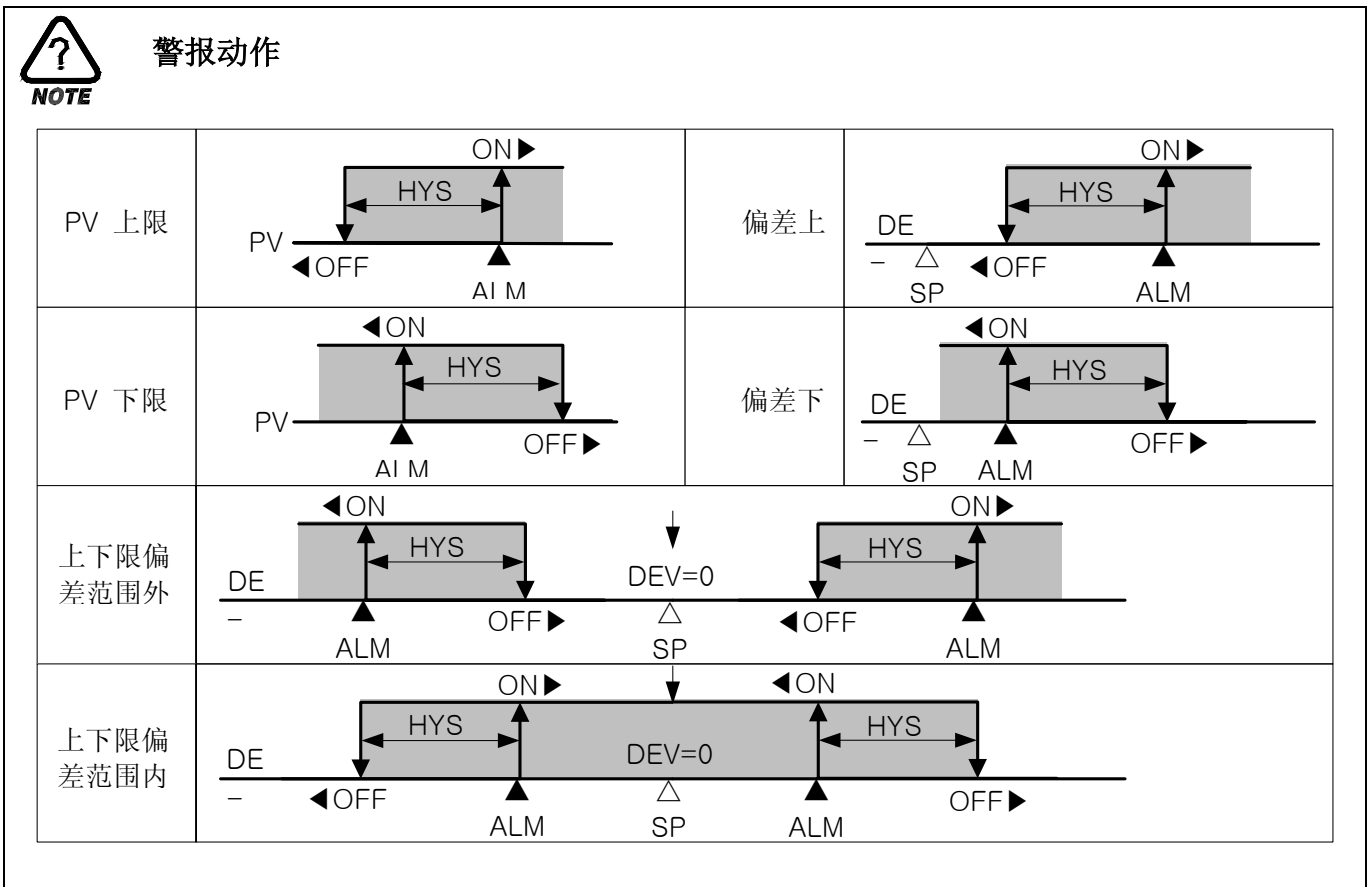 ?
NOTE
警报动作
PV 上限
ON▶
HYS
PV
◀OFF
ALM
偏差上
ON▶
HYS
DE
–
△
◀OFF
SP
ALM
PV 下限
◀ON
HYS
PV
OFF▶
ALM
偏差下
◀ON
HYS
DE
–
△
OFF▶
SP
ALM
上下限偏
差范围外
◀ON
ON▶
HYS
HYS
DEV=0
DE
–
OFF▶
△
◀OFF
ALM
SP
ALM
上下限偏
差范围内
ON▶
◀ON
HYS
HYS
DEV=0
DE
–
◀OFF
△
OFF▶
ALM
SP
ALM